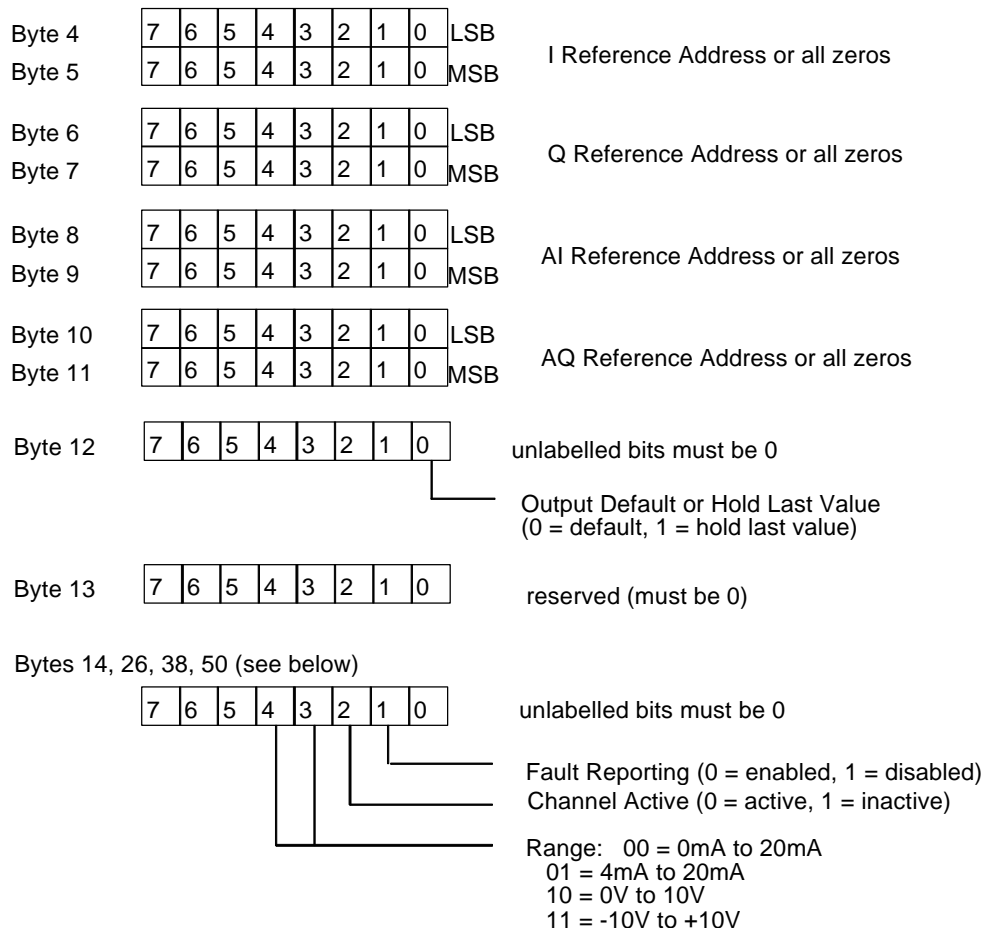 Byte 4 7 6 5 4 3 2 1 0 LSB
Byte 5 7 6 5 4 3 2 1 0 MSB
I Reference Address or all zeros
Byte 6 7 6 5 4 3 2 1 0 LSB
Byte 7 7 6 5 4 3 2 1 0 MSB
Q Reference Address or all zeros
Byte 8 7 6 5 4 3 2 1 0 LSB
Byte 9 7 6 5 4 3 2 1 0 MSB
AI Reference Address or all zeros
Byte 10 7 6 5 4 3 2 1 0 LSB
Byte 11 7 6 5 4 3 2 1 0 MSB
AQ Reference Address or all zeros
Byte 12 7 6 5 4 3 2 1 0 unlabelled bits must be 0
Output Default or Hold Last Value
(0 = default, 1 = hold last value)
Byte 13 7 6 5 4 3 2 1 0 reserved (must be 0)
Bytes 14, 26, 38, 50 (see below)
7 6 5 4 3 2 1 0 unlabelled bits must be 0
Fault Reporting (0 = enabled, 1 = disabled)
Channel Active (0 = active, 1 = inactive)
Range: 00 = 0mA to 20mA
01 = 4mA to 20mA
10 = 0V to 10V
11 = -10V to +10V